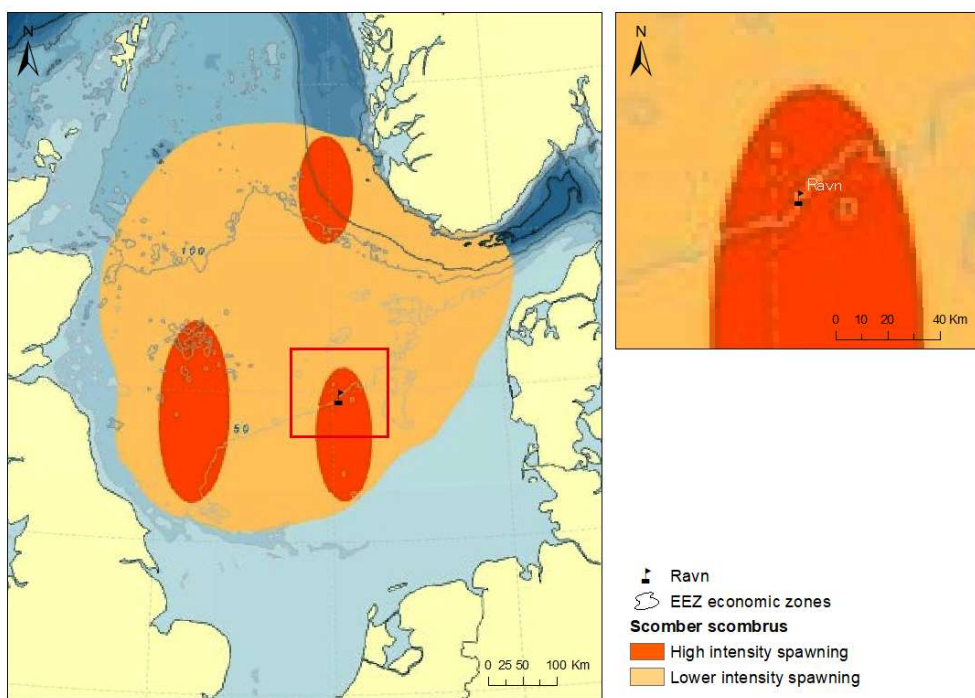 N
100
50
0 25 50 100 Km
N
Ravn
0 10 20 40 Km
Ravn
EEZ economic zones
Scomber scombrus
High intensity spawning
Lower intensity spawning